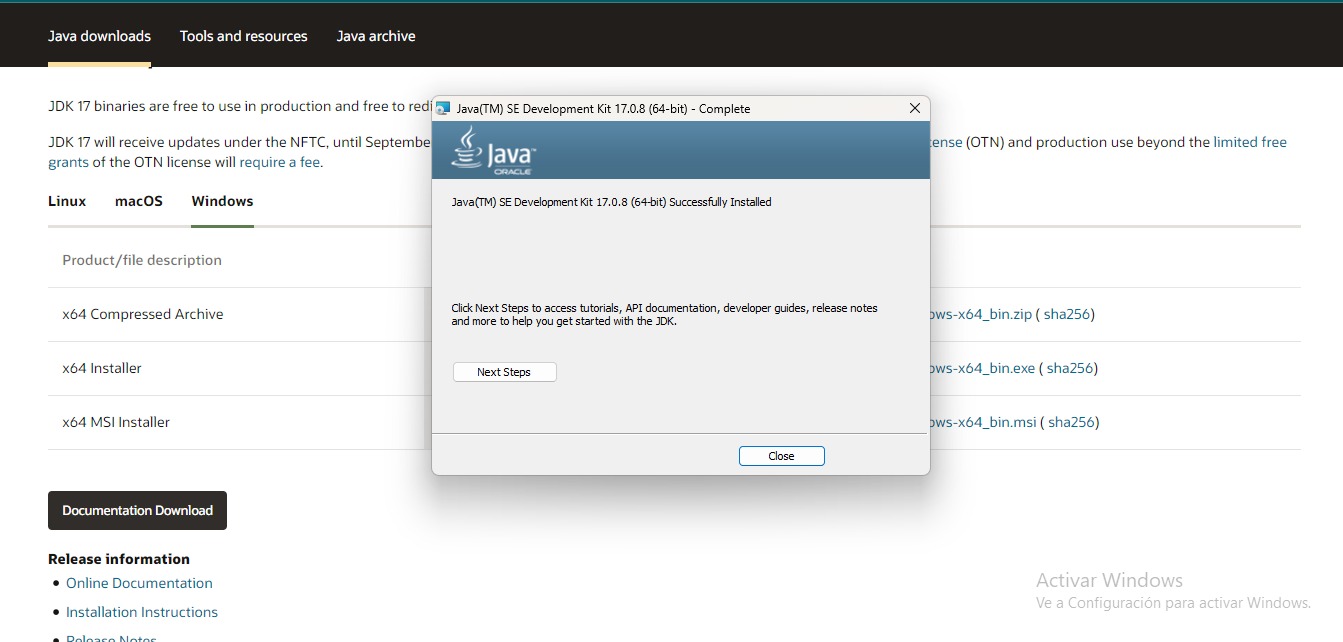 Java downloads Tools and resources Java archive
JDK 17 binaries are free to use in production and free to redi
JDK 17 will receive updates under the NFTC, until Septembe
(OTN) and production use beyond the limited free
grants of the OTN license will require a fee.
Linux macOS Windows
Product/file description
x64 Compressed Archive
ows-x64_bin.zip ( sha256)
x64 Installer
ows-x64_bin.exe ( sha256)
x64 MSI Installer
ows-x64_bin.msi ( sha256)
Documentation Download
Release information
• Online Documentation
• Installation Instructions
• Release Notes
Java(TM) SE Development Kit 17.0.8 (64-bit) - Complete
Java™
ORACLE
Java(TM) SE Development Kit 17.0.8 (64-bit) Successfully Installed
Click Next Steps to access tutorials, API documentation, developer guides, release notes
and more to help you get started with the JDK.
Next Steps
Close
Activar Windows
Ve a Configuración para activar Windows.